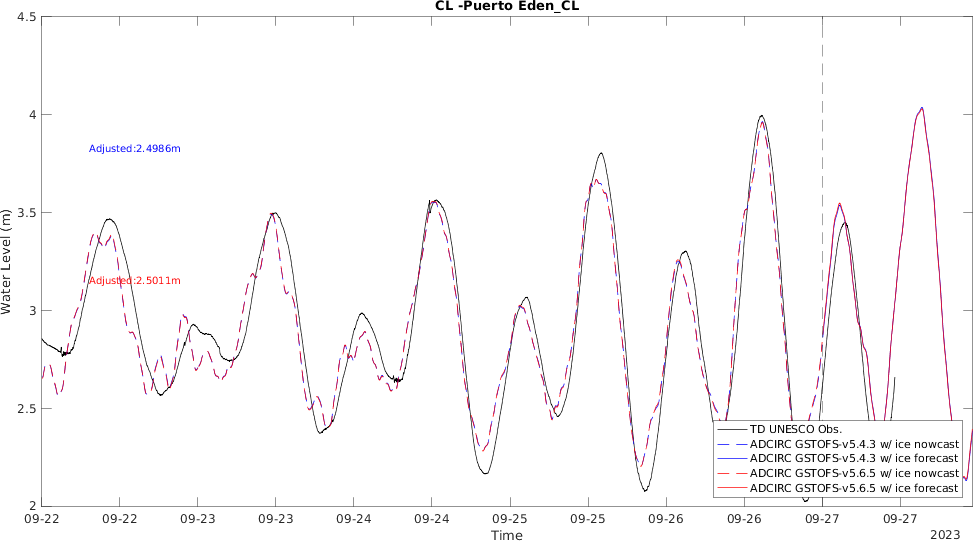 CL -Puerto Eden_CL
4.5
4
3.5
3
2.5
2
Water Level (m)
Adjusted:2.4986m
Adjusted:2.5011m
TD UNESCO Obs.
ADCIRC GSTOFS-v5.4.3 w/ ice nowcast
ADCIRC GSTOFS-v5.4.3 w/ ice forecast
ADCIRC GSTOFS-v5.6.5 w/ ice nowcast
ADCIRC GSTOFS-v5.6.5 w/ ice forecast
09-22 09-22 09-23 09-23 09-24 09-24 09-25 09-25 09-26 09-26 09-27 09-27
Time
2023